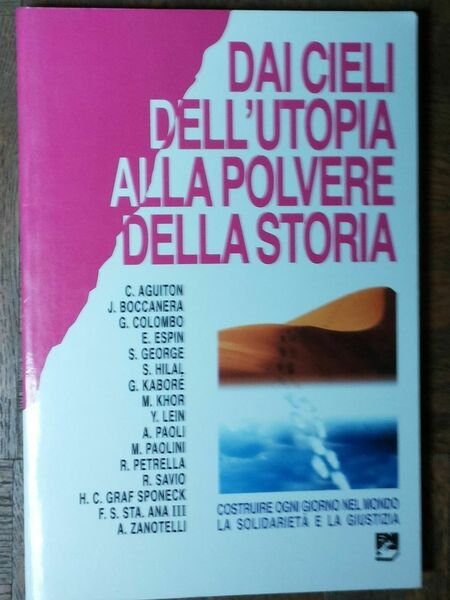 DAI CIELI
DELL'UTOPIA
ALLA POLVERE
DELLA STORIA
C. AGUITON
J. BOCCANERA
G. COLOMBO
E. ESPIN
S. GEORGE
S. HILAL
G. KABORÉ
M. KHOR
Y. LEIN
A. PAOLI
M. PAOLINI
R. PETRELLA
R. SAVIO
H. C. GRAF SPONECK
F. S. STA. ANA III
A. ZANOTELLI
COSTRUIRE OGNI GIORNO NEL MONDO
LA SOLIDARIETÀ E LA GIUSTIZIA